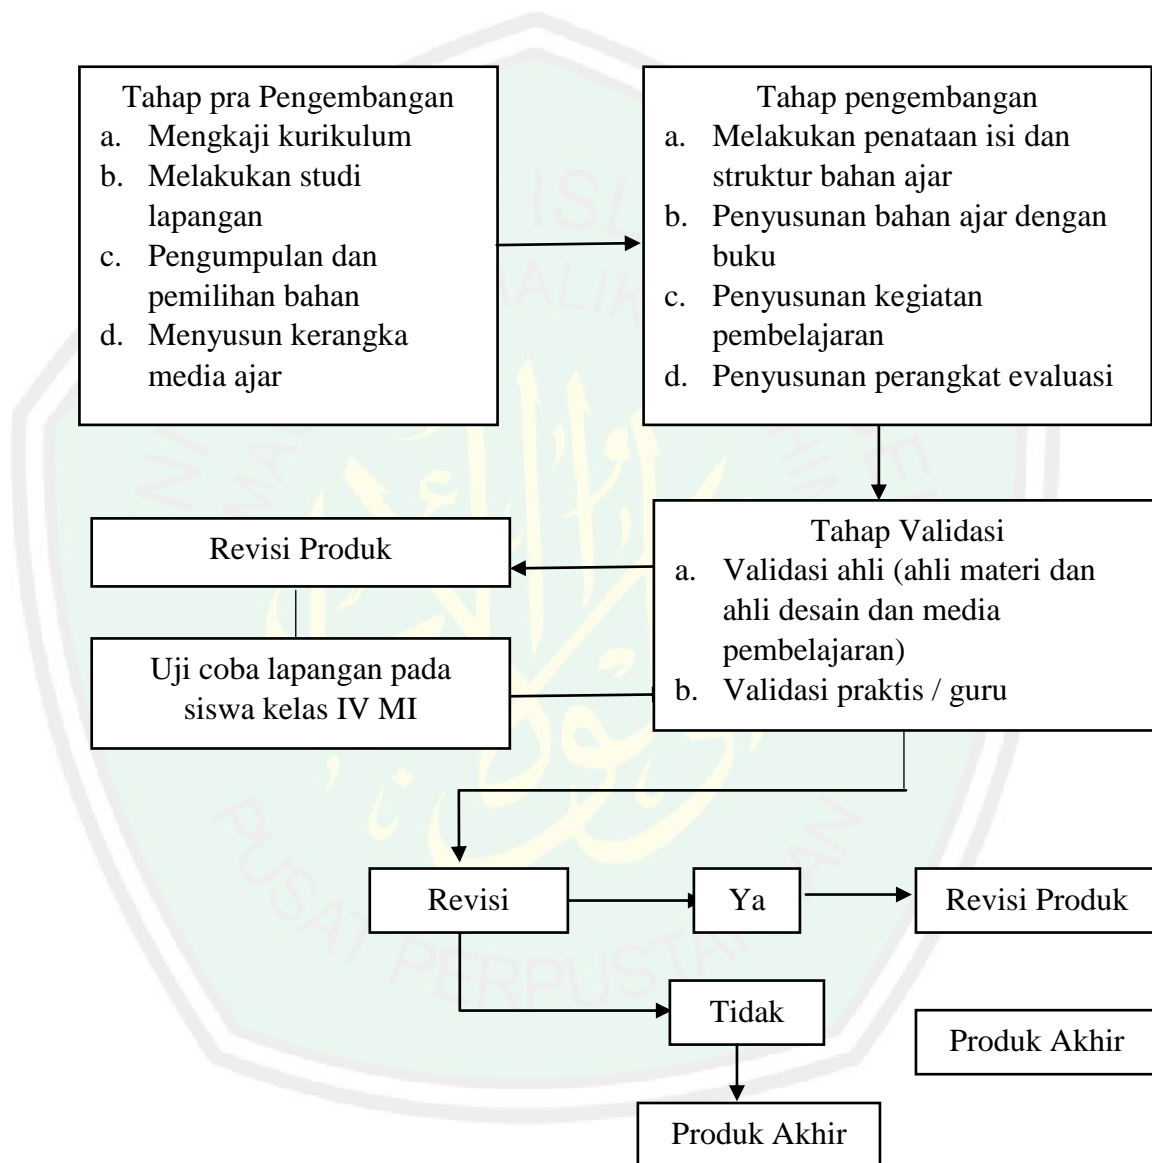 Tahap pra Pengembangan
a. Mengkaji kurikulum
b. Melakukan studi
lapangan
c. Pengumpulan dan
pemilihan bahan
d. Menyusun kerangka
media ajar
Tahap pengembangan
a. Melakukan penataan isi dan
struktur bahan ajar
b. Penyusunan bahan ajar dengan
buku
c. Penyusunan kegiatan
pembelajaran
d. Penyusunan perangkat evaluasi
Tahap Validasi
a. Validasi ahli (ahli materi dan
ahli desain dan media
pembelajaran)
b. Validasi praktis / guru
Revisi Produk
Uji coba lapangan pada
siswa kelas IV MI
Revisi
Ya
Revisi Produk
Tidak
Produk Akhir
Produk Akhir